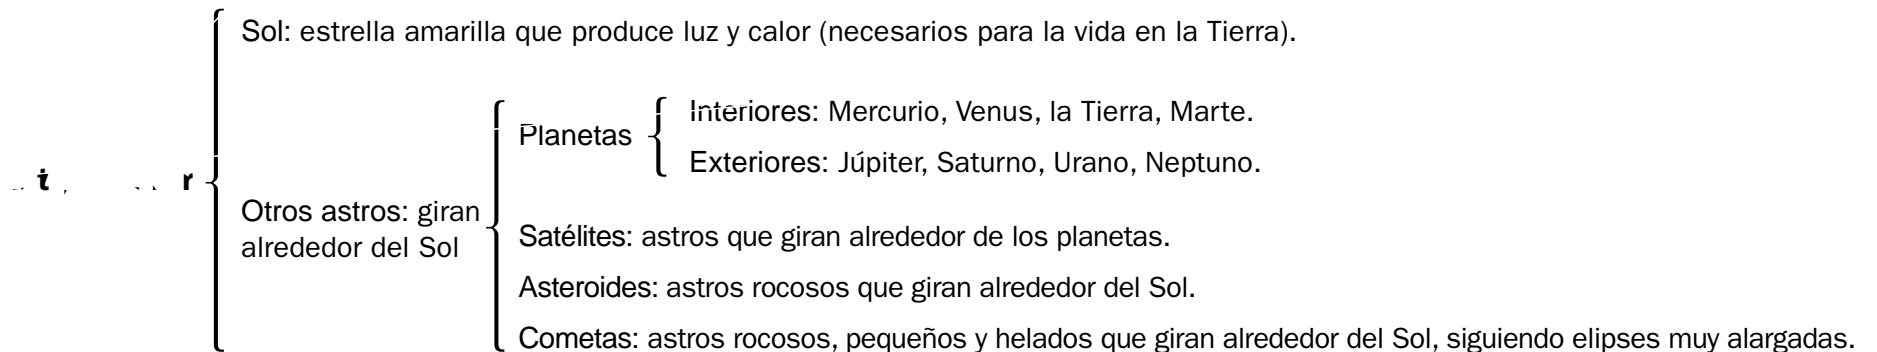 Sol: estrella amarilla que produce luz y calor (necesarios para la vida en la Tierra).
Interiores: Mercurio, Venus, la Tierra, Marte.
Planetas
Exteriores: Júpiter, Saturno, Urano, Neptuno.
Otros astros: giran
alrededor del Sol
Satélites: astros que giran alrededor de los planetas.
Asteroides: astros rocosos que giran alrededor del Sol.
Cometas: astros rocosos, pequeños y helados que giran alrededor del Sol, siguiendo elipses muy alargadas.